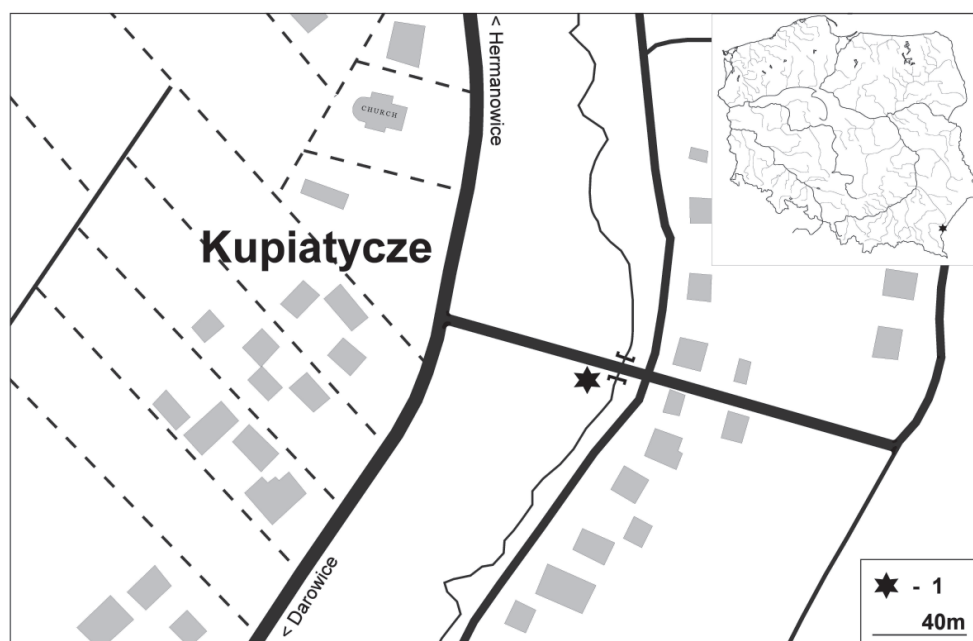 < Hermanowice
CHURCH
Kupiatycze
< Darowice
- 1
40m